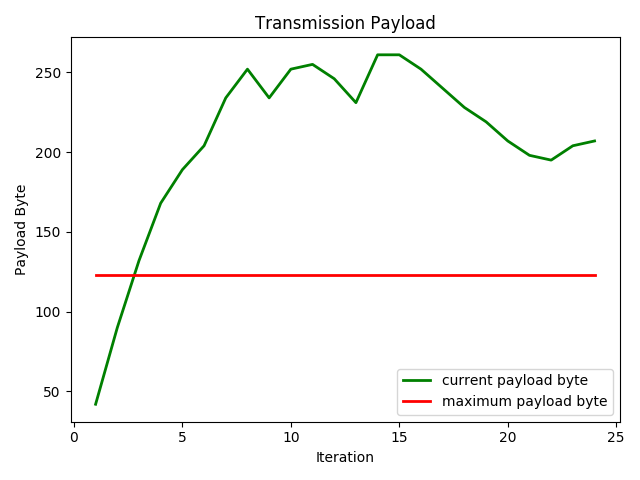 Transmission Payload
Payload Byte
250
200
150
100
50
0
5
10
15
20
25
Iteration
current payload byte
maximum payload byte